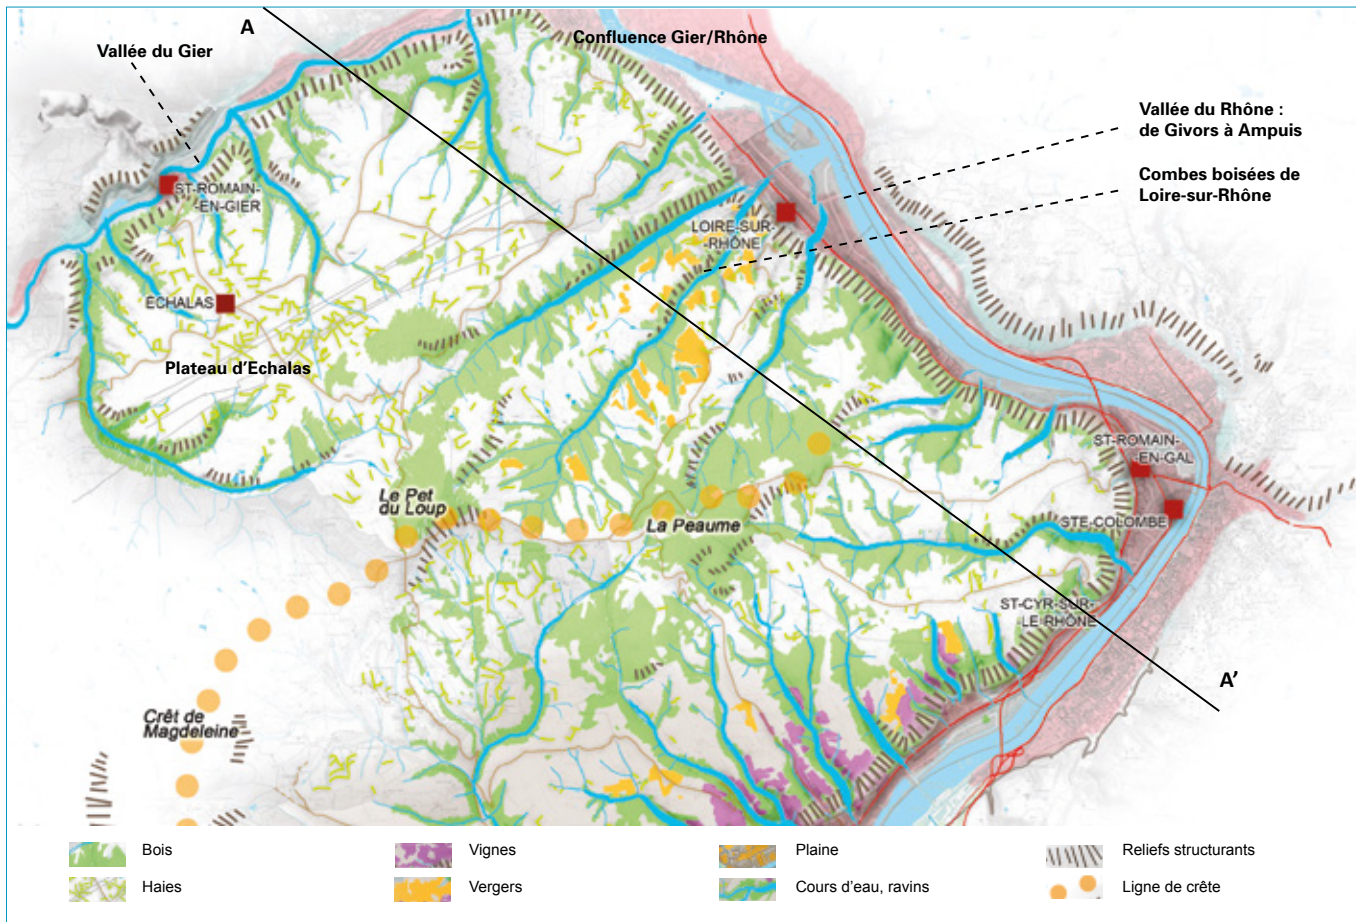 A
Confluence Gier/Rhône
Vallée du Gier
Vallée du Rhône :
de Givors à Ampuis
Combes boisées de
Loire-sur-Rhône
ST-ROMAIN-
-EN-GIER
LOIRE-SUR-
-RHÔNE
ECHALAS
Plateau d'Echalas
ST-ROMAIN-
-EN-GAL
Le Pet
du Loup
La Peaume
STE-COLOMBE
ST-CYR-SUR-
-LE RHÔNE
A'
Crêt de
Magdeleine
Bois
Vignes
Plaine
Reliefs structurants
Haies
Vergers
Cours d'eau, ravins
Ligne de crête